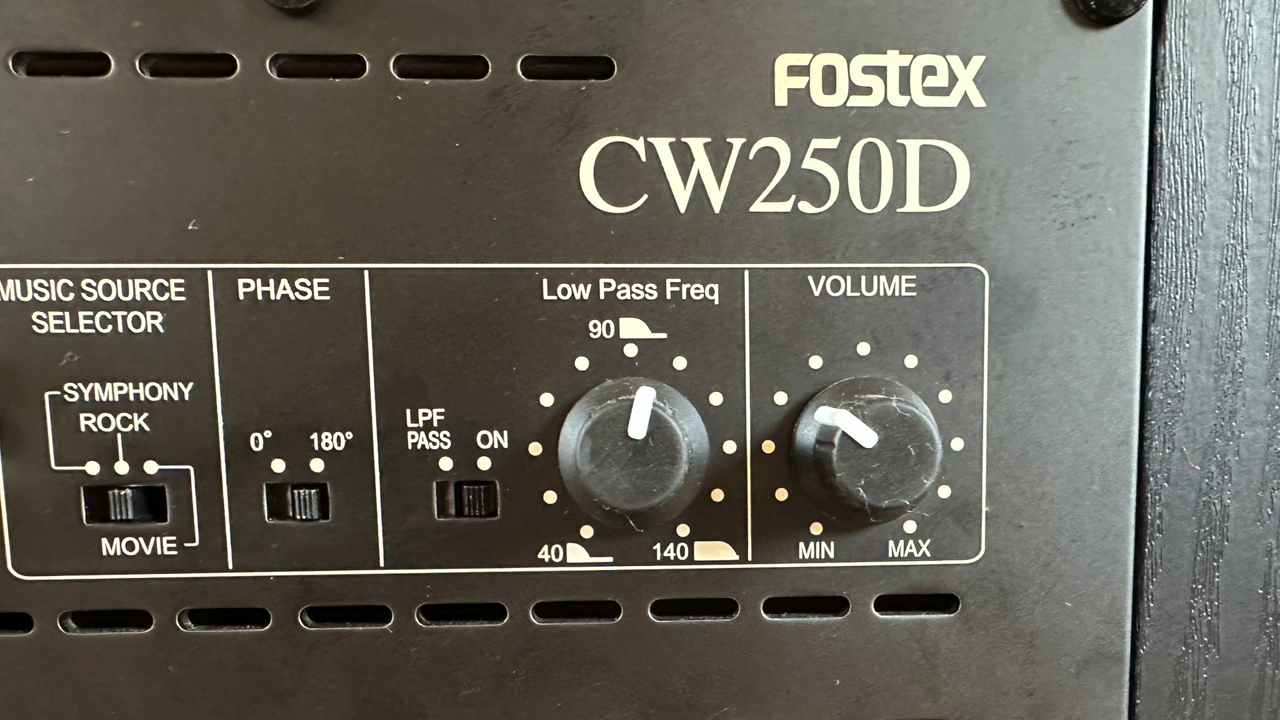 FOSTEX
CW250D
MUSIC SOURCE
SELECTOR
SYMPHONY
ROCK
MOVIE
PHASE
0° 180°
LPF
PASS ON
Low Pass Freq
90
40 140
VOLUME
MIN MAX